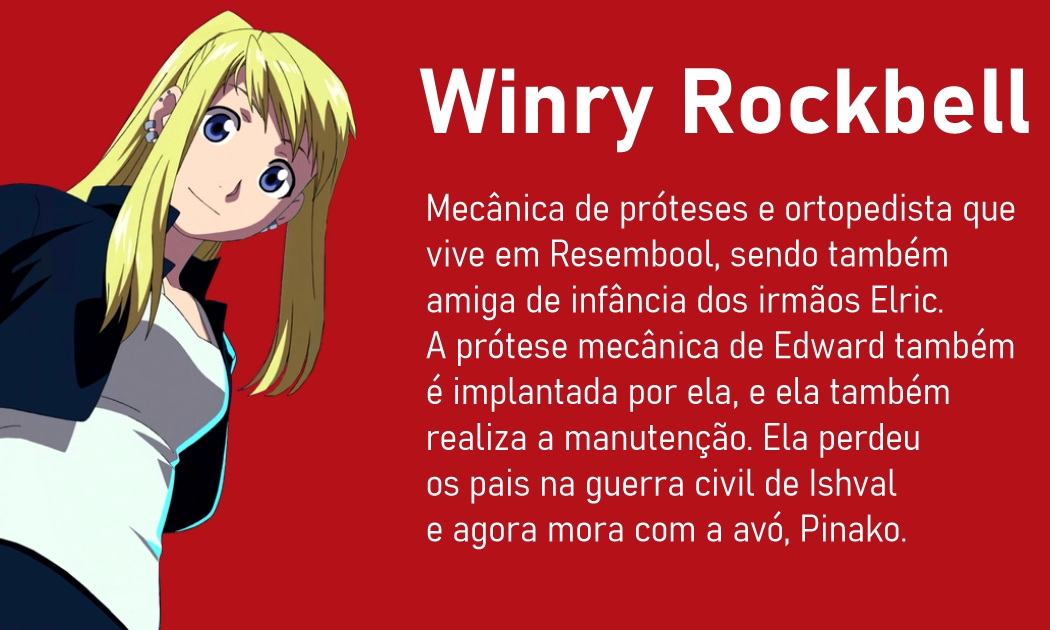 Winry Rockbell
Mecânica de próteses e ortopedista que
vive em Resembool, sendo também
amiga de infância dos irmãos Elric.
A prótese mecânica de Edward também
é implantada por ela, e ela também
realiza a manutenção. Ela perdeu
os pais na guerra civil de Ishval
e agora mora com a avó, Pinako.